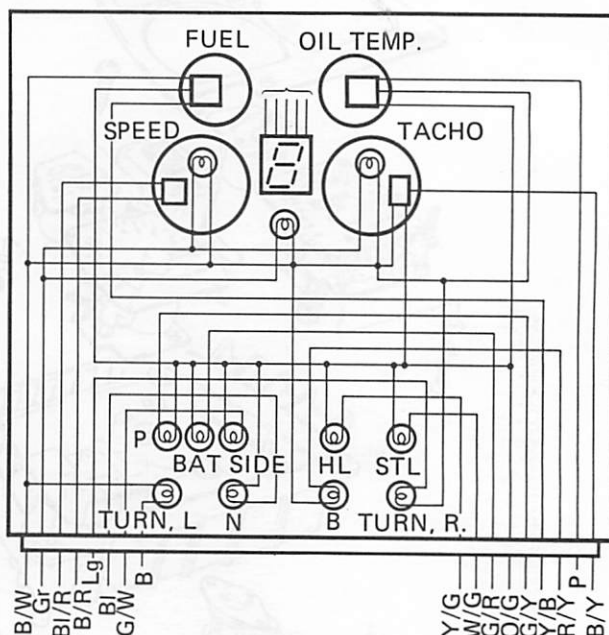 FUEL OIL TEMP.
SPEED TACHO
P BAT SIDE HL STL
TURN, L N B TURN, R.
B/W Gr Bl/R B/R Lg Bl G/W B Y/G W/G G/R O/G G/Y Y/B R/Y P B/Y